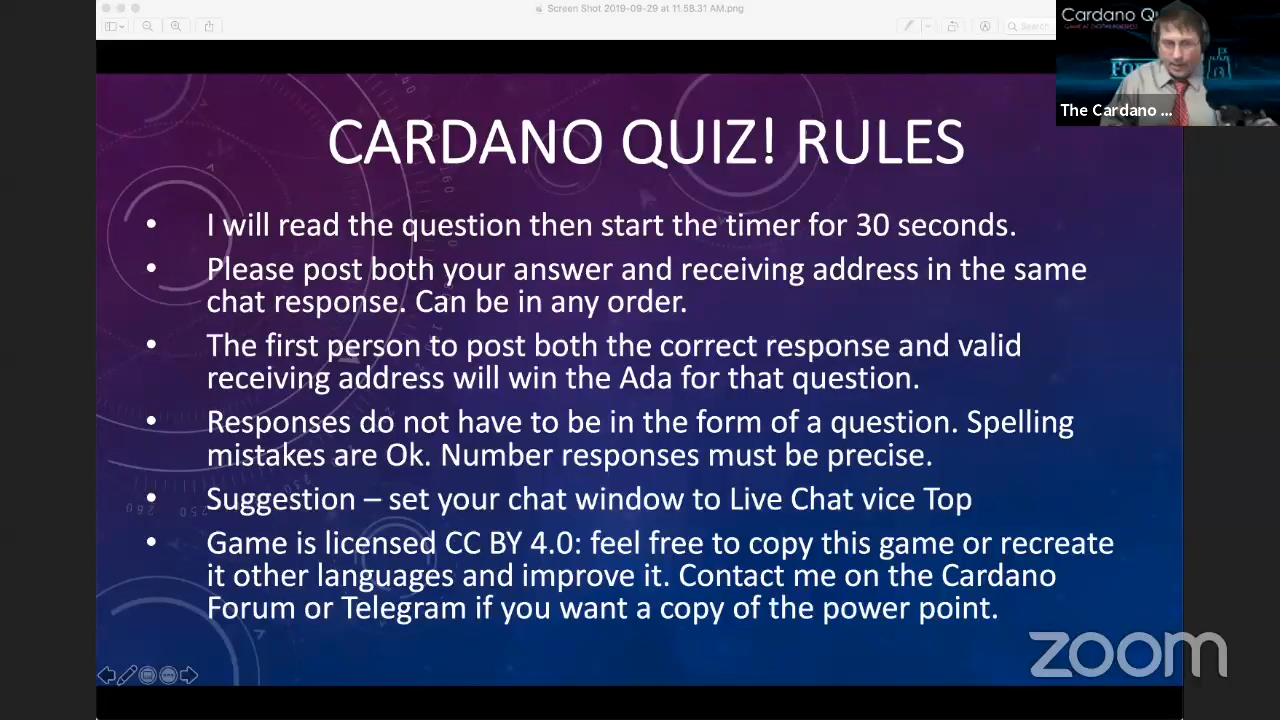 Screen Shot 2019-09-29 at 11.58.31 AM.png
Search
Cardano Qu
The Cardano ...
CARDANO QUIZ! RULES
• I will read the question then start the timer for 30 seconds.
• Please post both your answer and receiving address in the same
chat response. Can be in any order.
• The first person to post both the correct response and valid
receiving address will win the Ada for that question.
• Responses do not have to be in the form of a question. Spelling
mistakes are Ok. Number responses must be precise.
• Suggestion – set your chat window to Live Chat vice Top
• Game is licensed CC BY 4.0: feel free to copy this game or recreate
it other languages and improve it. Contact me on the Cardano
Forum or Telegram if you want a copy of the power point.
zoom